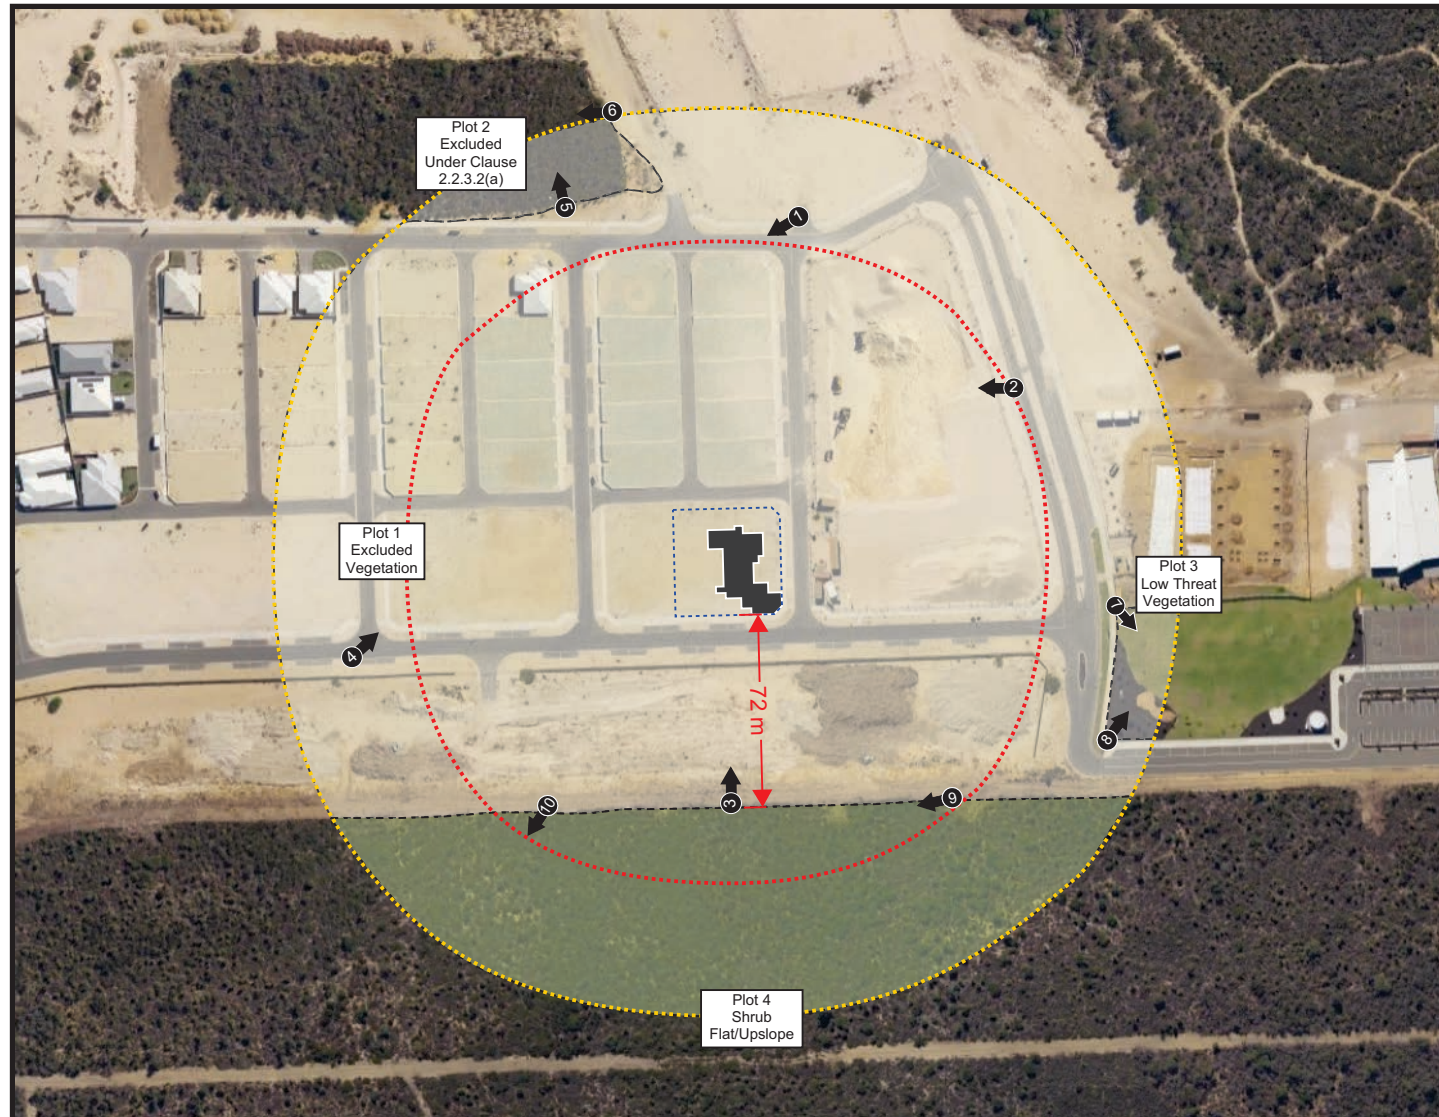 6
Plot 2
Excluded
Under Clause
2.2.3.2(a)
5
1
2
Plot 1
Excluded
Vegetation
Plot 3
Low Threat
Vegetation
7
4
72 m
8
3
9
10
Plot 4
Shrub
Flat/Upslope